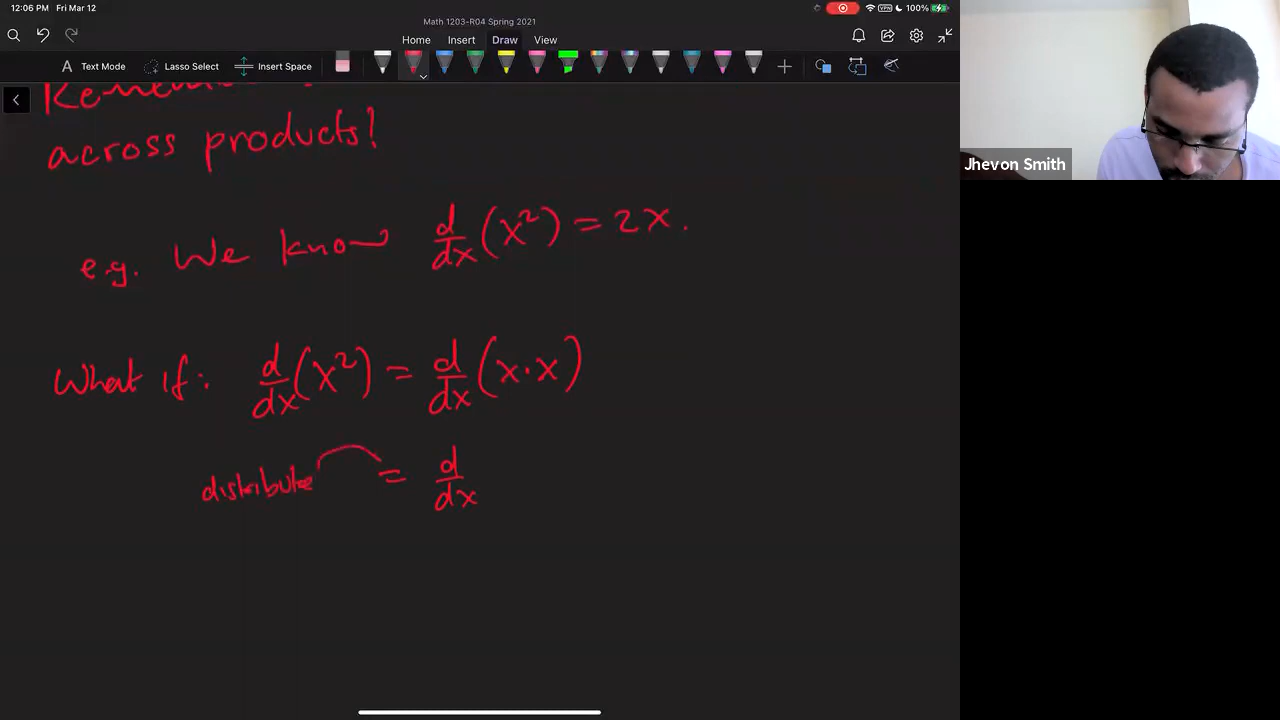 12:06 PM Fri Mar 12
VPN 100%
Math 1203-R04 Spring 2021
Home Insert Draw View
A Text Mode Lasso Select Insert Space
across products!
Jhevon Smith
e.g. We know d/dx (x²) = 2x.
What if: d/dx (x²) = d/dx (x·x)
distribute = d/dx